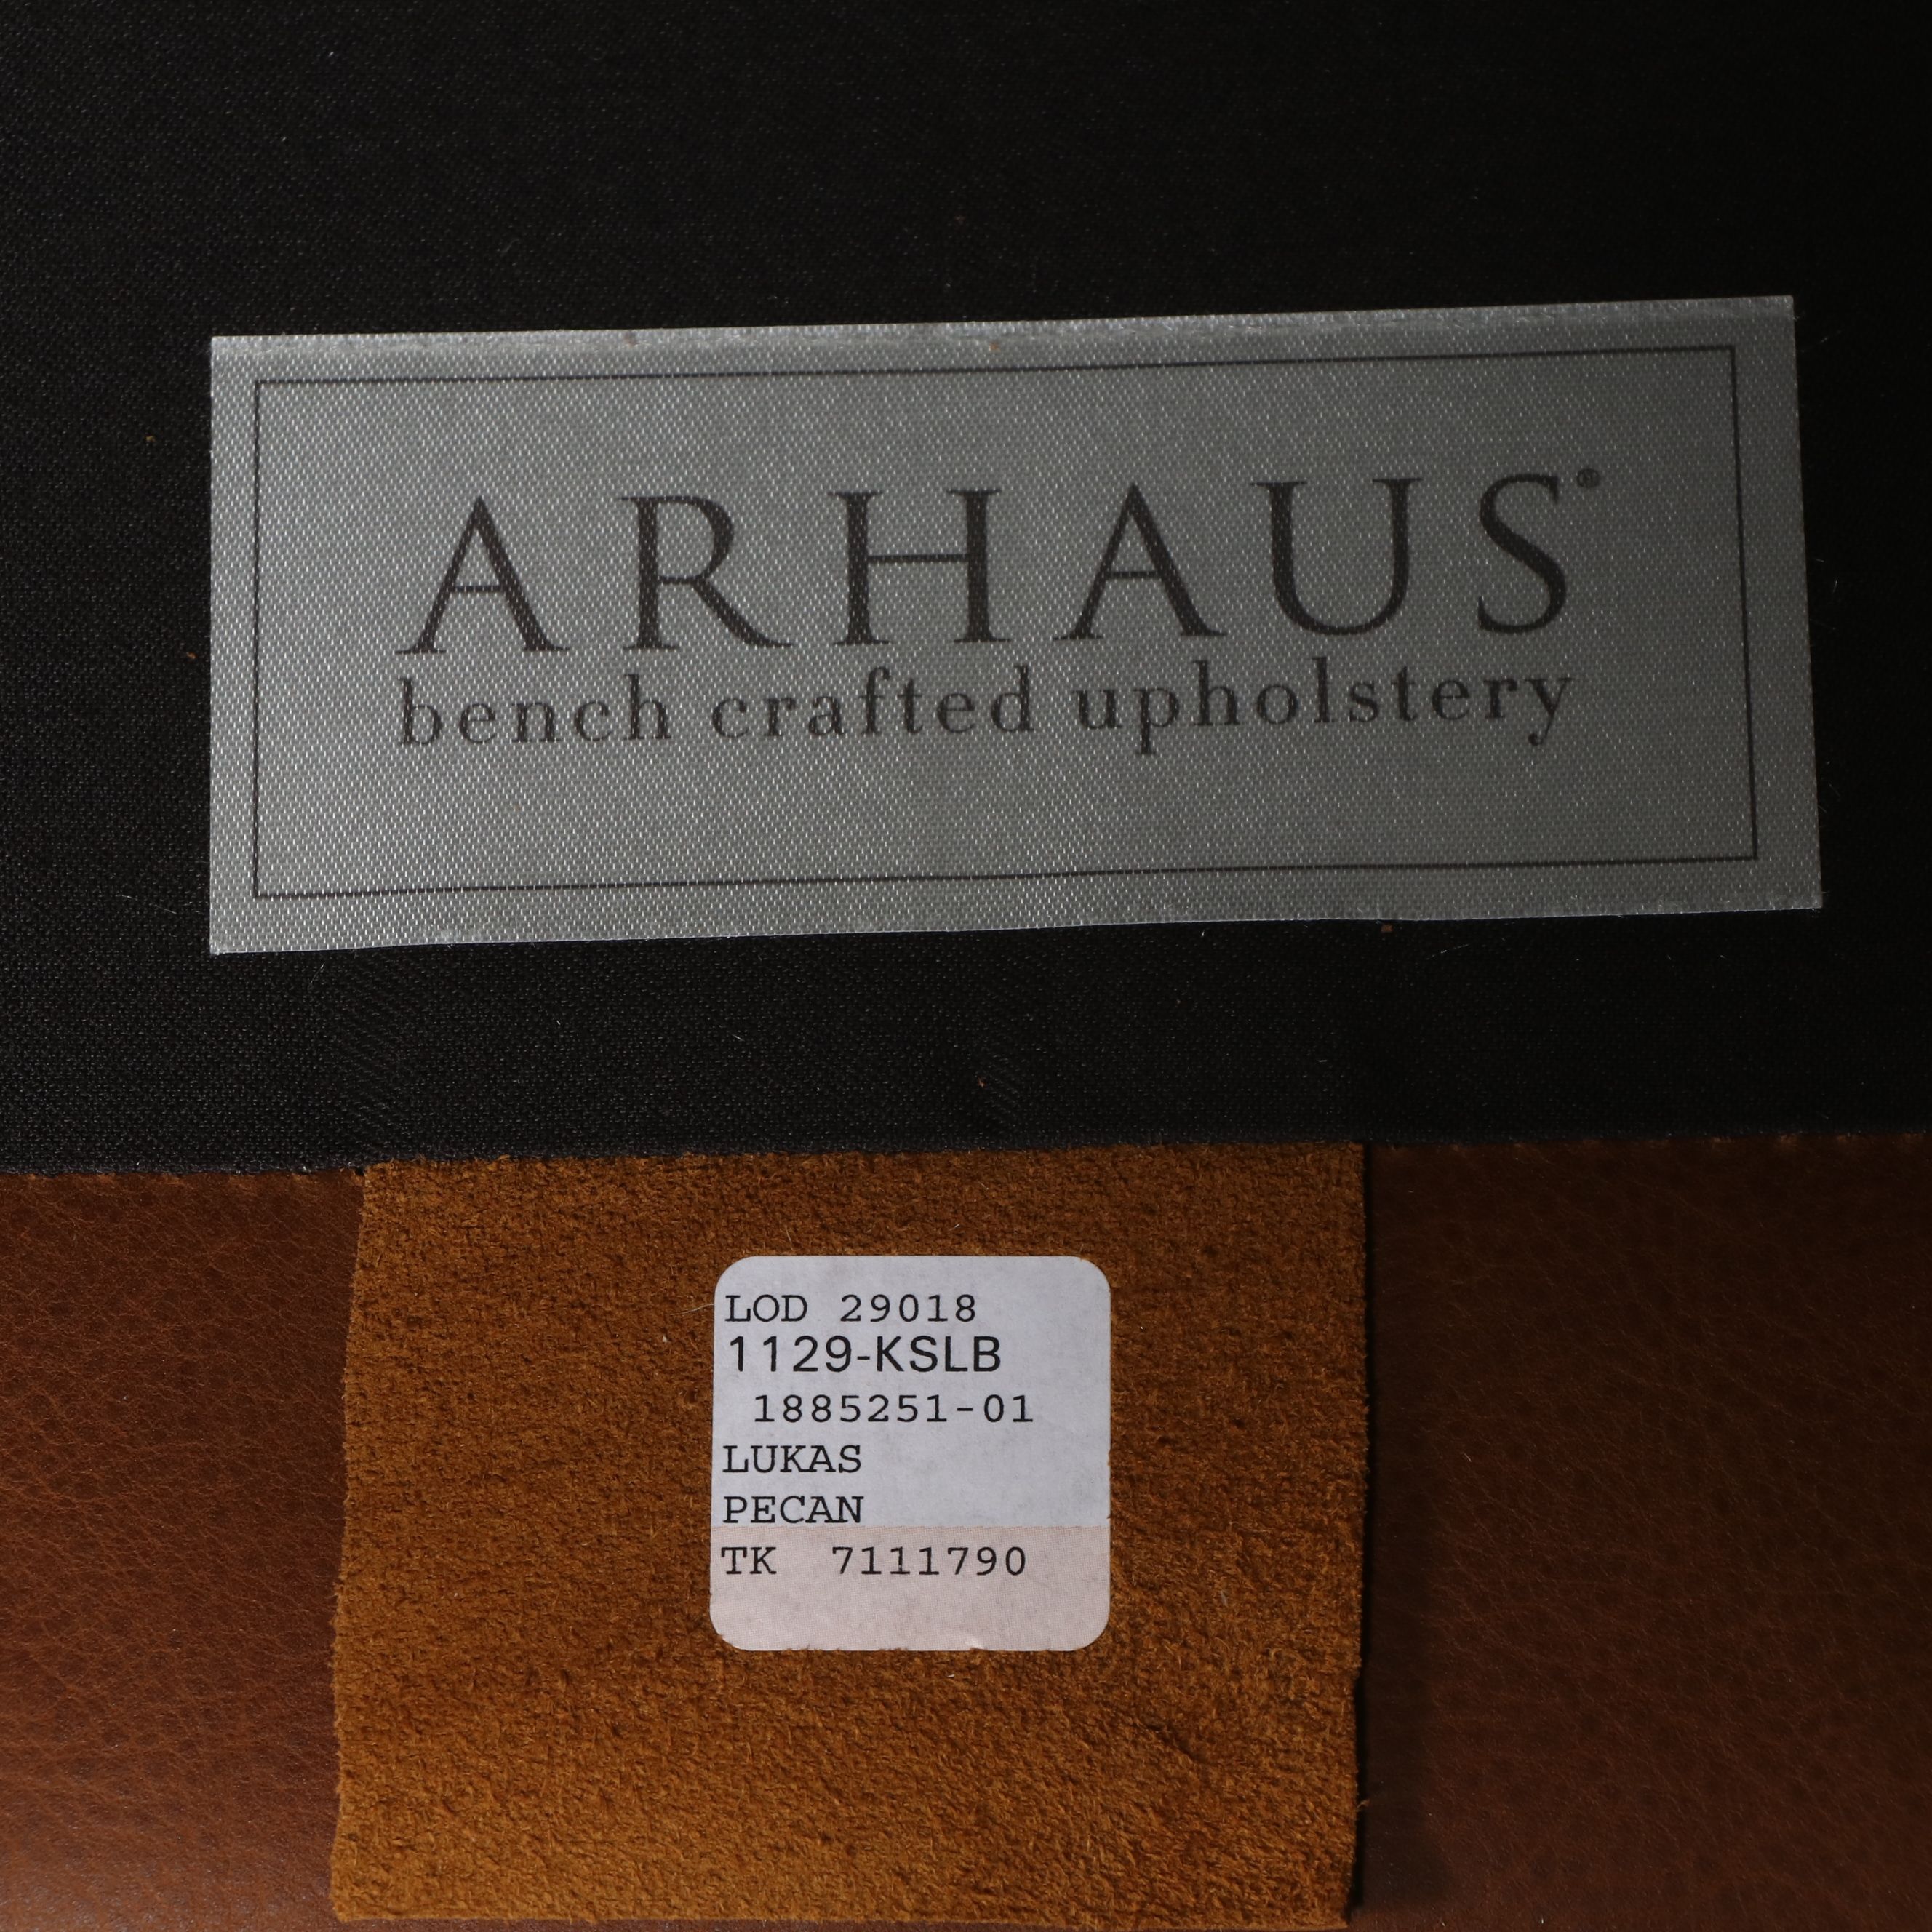 ARHAUS®
bench crafted upholstery
LOD 29018
1129-KSLB
1885251-01
LUKAS
PECAN
TK 7111790